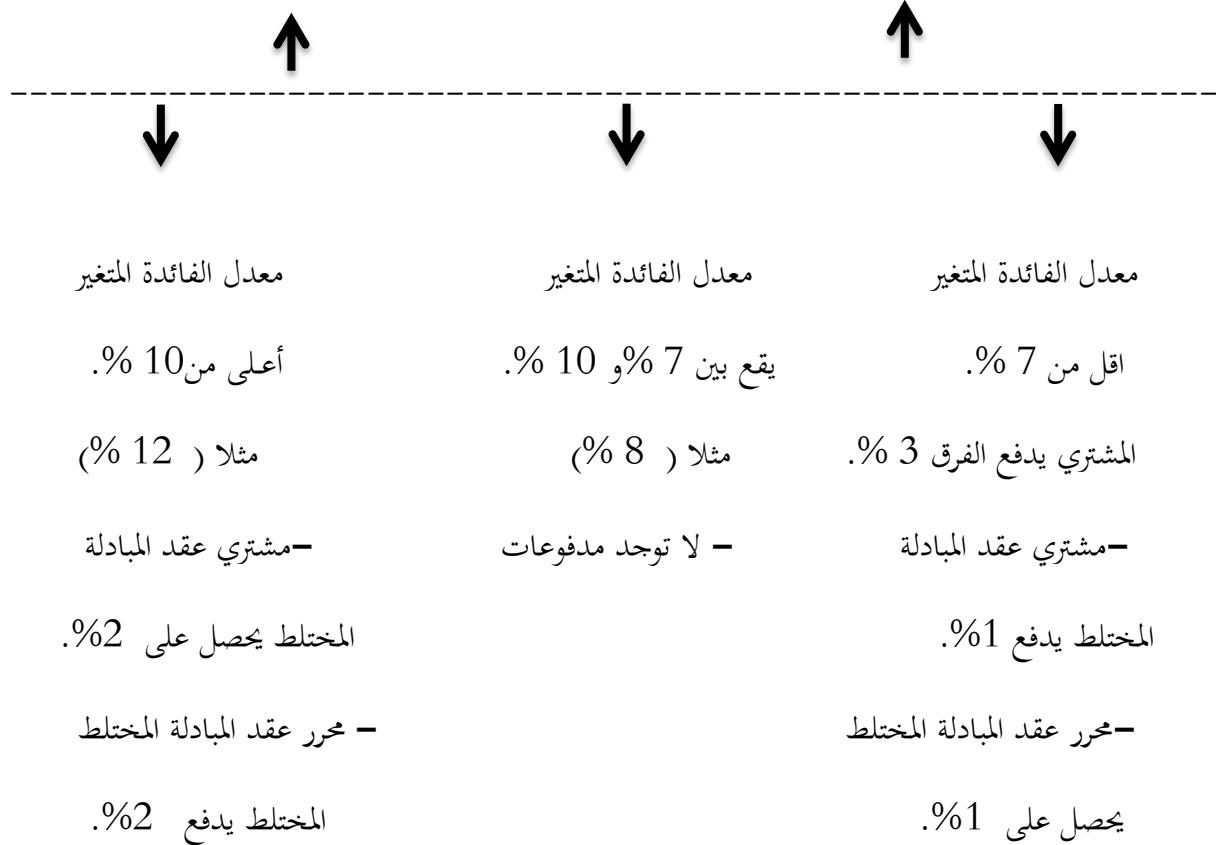 معدل الفائدة المتغير
اقل من 7 %.
المشتري يدفع الفرق 3 %.
–مشتري عقد المبادلة
المختلط يدفع 1%.
–محرر عقد المبادلة المختلط
يحصل على 1%.
معدل الفائدة المتغير
يقع بين 7 %و 10 %.
مثلا ( 8 %)
– لا توجد مدفوعات
معدل الفائدة المتغير
أعلى من10 %.
مثلا ( 12 %)
–مشتري عقد المبادلة
المختلط يحصل على 2%.
– محرر عقد المبادلة المختلط
المختلط يدفع 2%.